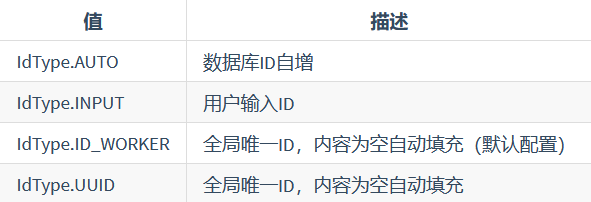 值 描述
IdType.AUTO 数据库ID自增
IdType.INPUT 用户输入ID
IdType.ID_WORKER 全局唯一ID，内容为空自动填充（默认配置）
IdType.UUID 全局唯一ID，内容为空自动填充